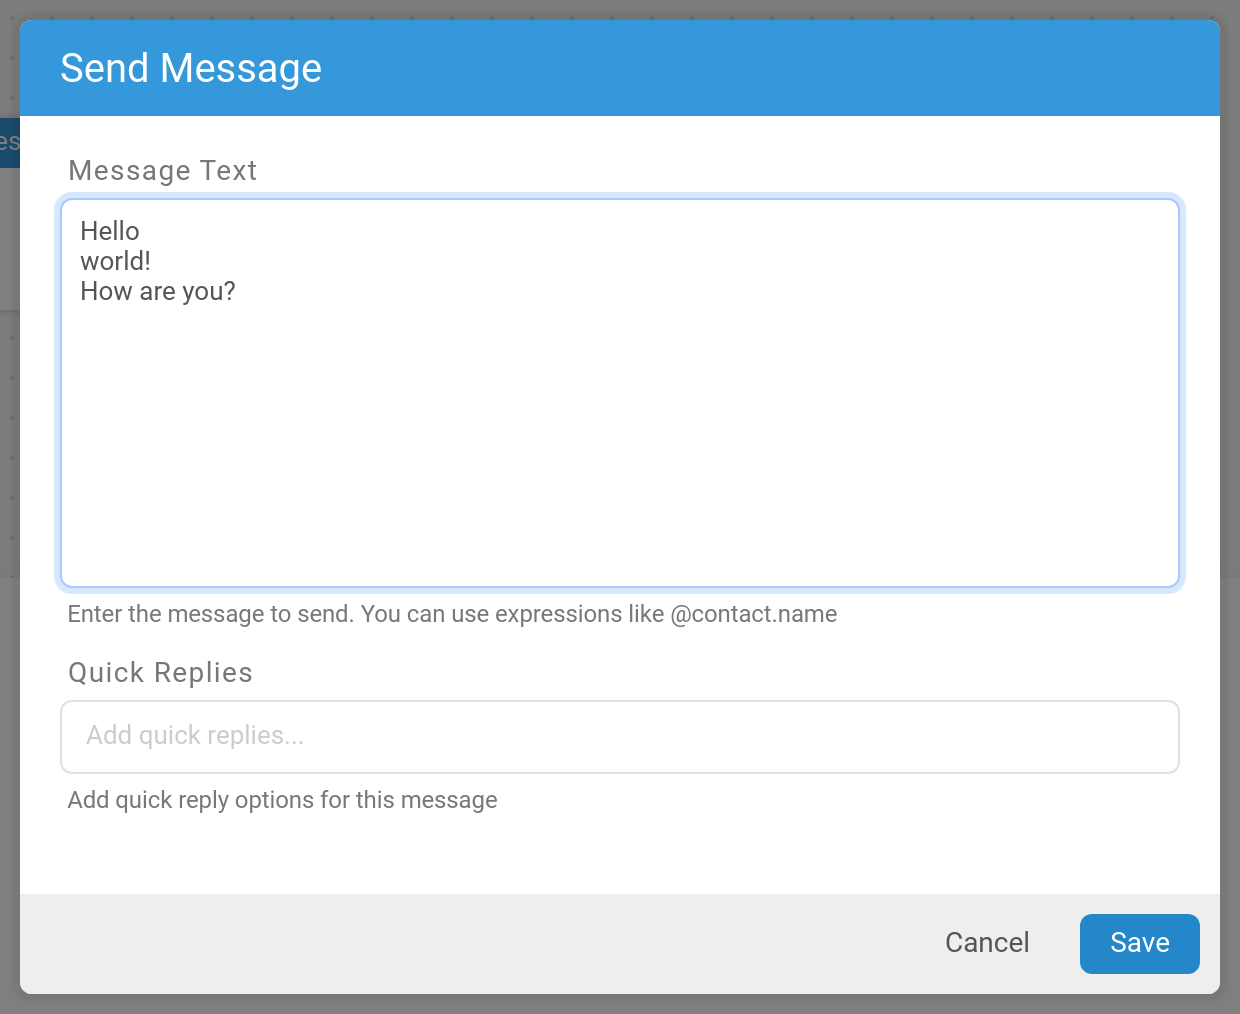 Send Message
es
Message Text
Hello
world!
How are you?
Enter the message to send. You can use expressions like @contact.name
Quick Replies
Add quick replies...
Add quick reply options for this message
Cancel
Save